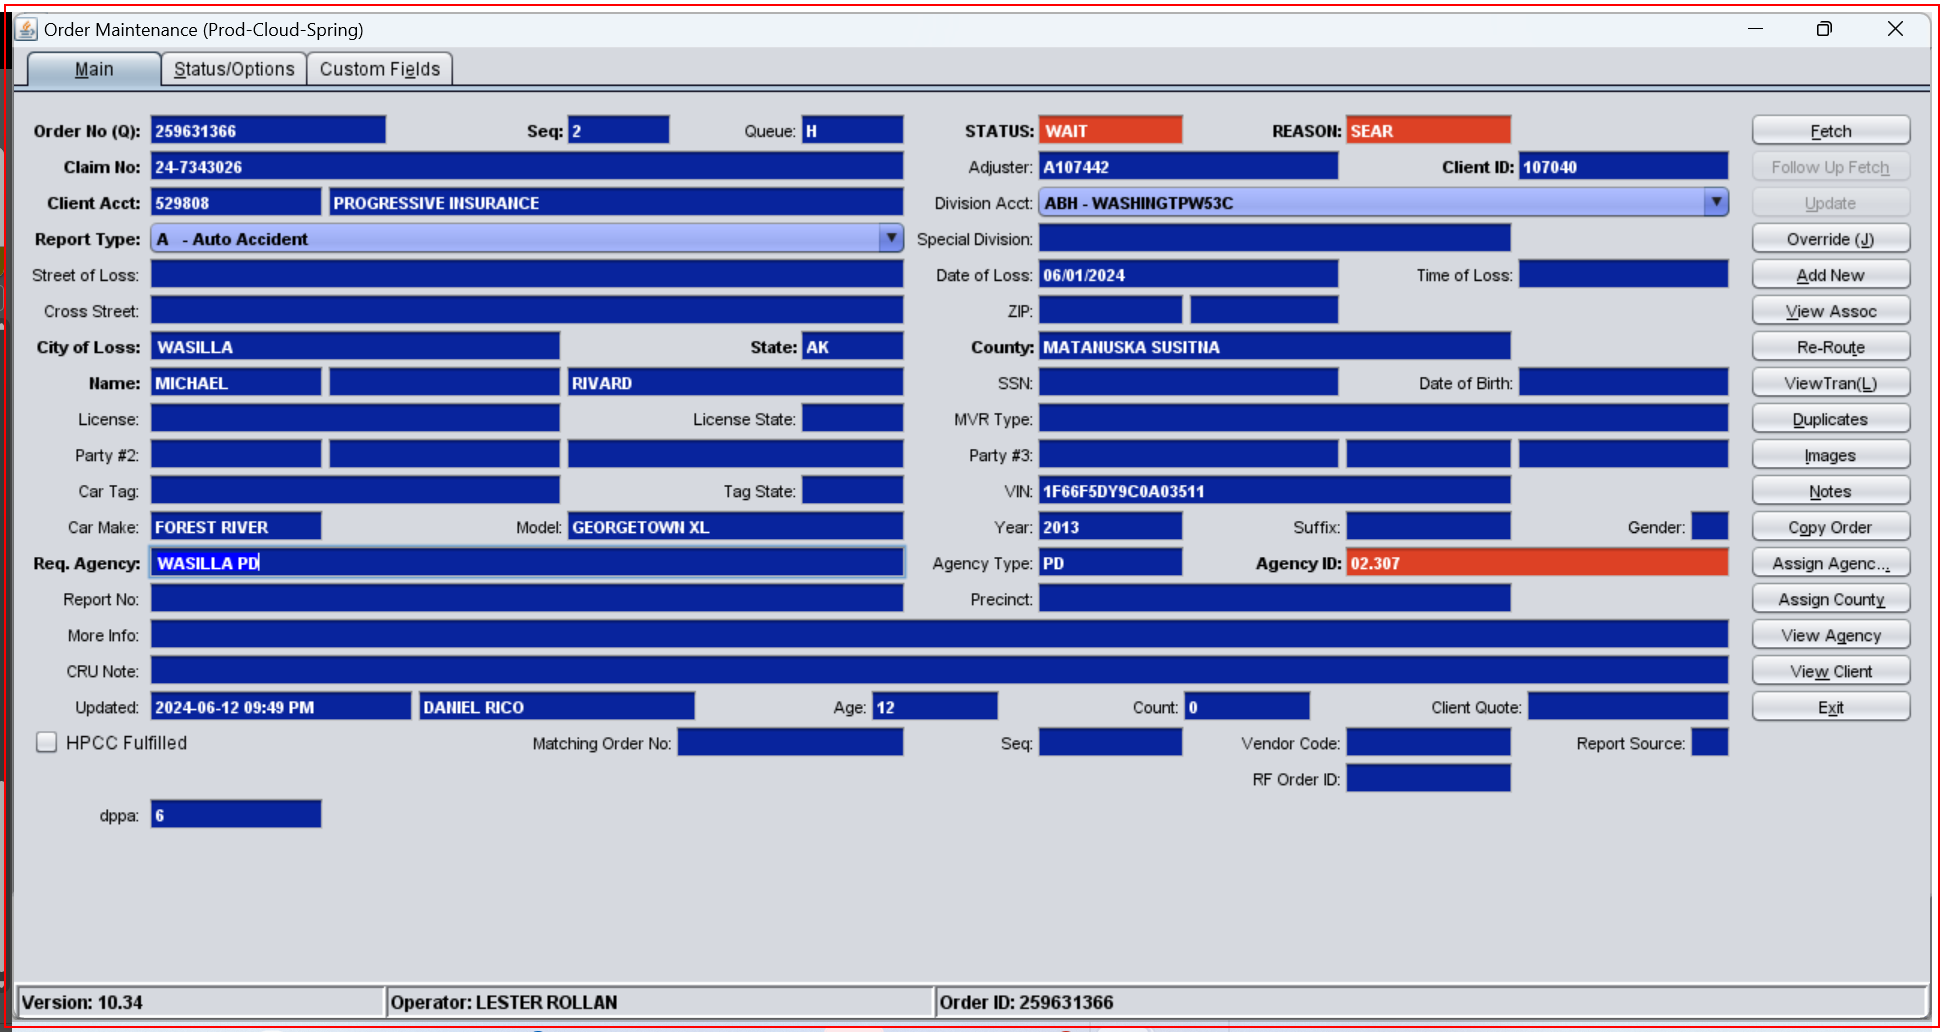 Order Maintenance (Prod-Cloud-Spring)
Main Status/Options Custom Fields
Order No (Q): 259631366 Seq: 2 Queue: H STATUS: WAIT REASON: SEAR Fetch
Claim No: 24-7343026 Adjuster: A107442 Client ID: 107040 Follow Up Fetch
Client Acct: 529808 PROGRESSIVE INSURANCE Division Acct: ABH - WASHINGTPW53C Update
Report Type: A - Auto Accident Special Division: Override (J)
Street of Loss: Date of Loss: 06/01/2024 Time of Loss: Add New
Cross Street: ZIP: View Assoc
City of Loss: WASILLA State: AK County: MATANUSKA SUSITNA Re-Route
Name: MICHAEL RIVARD SSN: Date of Birth: ViewTran(L)
License: License State: MVR Type: Duplicates
Party #2: Party #3: Images
Car Tag: Tag State: VIN: 1F66F5DY9C0A03511 Notes
Car Make: FOREST RIVER Model: GEORGETOWN XL Year: 2013 Suffix: Gender: Copy Order
Req. Agency: WASILLA PD Agency Type: PD Agency ID: 02.307 Assign Agenc...
Report No: Precinct: Assign County
More Info: View Agency
CRU Note: View Client
Updated: 2024-06-12 09:49 PM DANIEL RICO Age: 12 Count: 0 Client Quote: Exit
HPCC Fulfilled Matching Order No: Seq: Vendor Code: Report Source:
RF Order ID:
dppa: 6
Version: 10.34 Operator: LESTER ROLLAN Order ID: 259631366